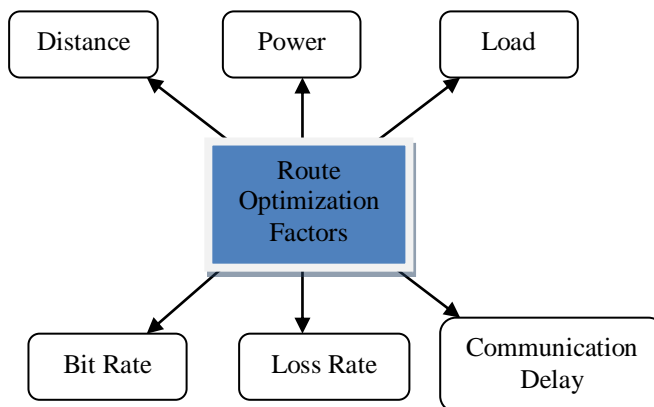 Distance
Power
Load
Route
Optimization
Factors
Bit Rate
Loss Rate
Communication
Delay